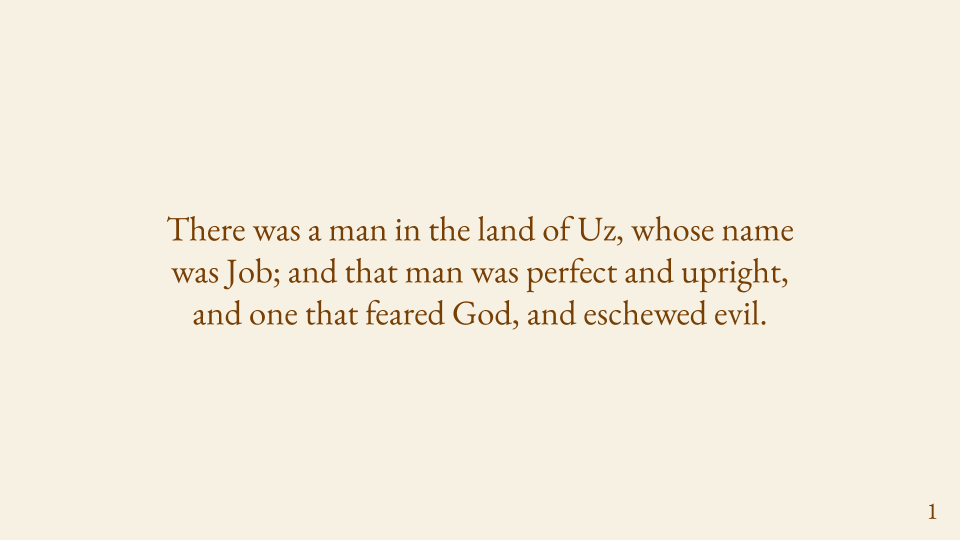 There was a man in the land of Uz, whose name
was Job; and that man was perfect and upright,
and one that feared God, and eschewed evil.
1